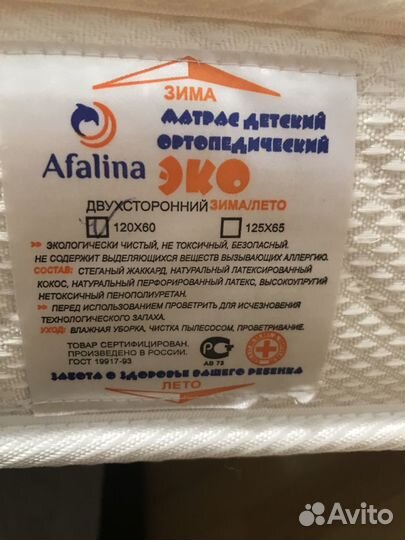 ЗИМА
МАТРАС ДЕТСКИЙ
ОРТОПЕДИЧЕСКИЙ
Afalina
ЭКО
ДВУХСТОРОННИЙ ЗИМА/ЛЕТО
120X60 125X65
>> ЭКОЛОГИЧЕСКИ ЧИСТЫЙ, НЕ ТОКСИЧНЫЙ, БЕЗОПАСНЫЙ.
НЕ СОДЕРЖИТ ВЫДЕЛЯЮЩИХСЯ ВЕЩЕСТВ ВЫЗЫВАЮЩИХ АЛЛЕРГИЮ.
СОСТАВ: СТЕГАНЫЙ ЖАККАРД, НАТУРАЛЬНЫЙ ЛАТЕКСИРОВАННЫЙ
КОКОС, НАТУРАЛЬНЫЙ ПЕРФОРИРОВАННЫЙ ЛАТЕКС, ВЫСОКОУПРУГИЙ
НЕТОКСИЧНЫЙ ПЕНОПОЛИУРЕТАН.
>> ПЕРЕД ИСПОЛЬЗОВАНИЕМ ПРОВЕТРИТЬ ДЛЯ ИСЧЕЗНОВЕНИЯ
ТЕХНОЛОГИЧЕСКОГО ЗАПАХА.
УХОД: ВЛАЖНАЯ УБОРКА, ЧИСТКА ПЫЛЕСОСОМ, ПРОВЕТРИВАНИЕ.
ТОВАР СЕРТИФИЦИРОВАН.
ПРОИЗВЕДЕНО В РОССИИ.
ГОСТ 19917-93
АВ 73
ЗАБОТА О ЗДОРОВЬЕ ВАШЕГО РЕБЕНКА
ЛЕТО
Avito